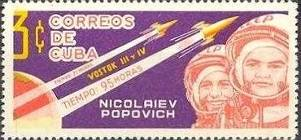 3¢
CORREOS
DE
CUBA
VOSTOK III y IV
TIEMPO: 95 HORAS
NICOLAIEV
POPOVICH